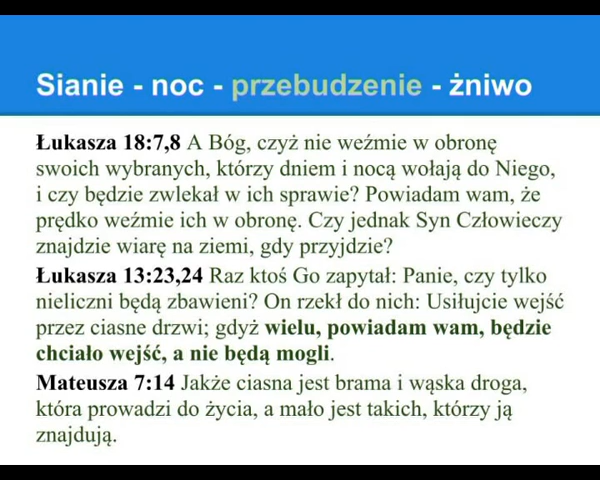 Sianie - noc - przebudzenie - żniwo
Łukasza 18:7,8 A Bóg, czyż nie weźmie w obronę
swoich wybranych, którzy dniem i nocą wołają do Niego,
i czy będzie zwlekał w ich sprawie? Powiadam wam, że
prędko weźmie ich w obronę. Czy jednak Syn Człowieczy
znajdzie wiarę na ziemi, gdy przyjdzie?
Łukasza 13:23,24 Raz ktoś Go zapytał: Panie, czy tylko
nieliczni będą zbawieni? On rzekł do nich: Usiłujcie wejść
przez ciasne drzwi; gdyż wielu, powiadam wam, będzie
chciało wejść, a nie będą mogli.
Mateusza 7:14 Jakże ciasna jest brama i wąska droga,
która prowadzi do życia, a mało jest takich, którzy ją
znajdują.